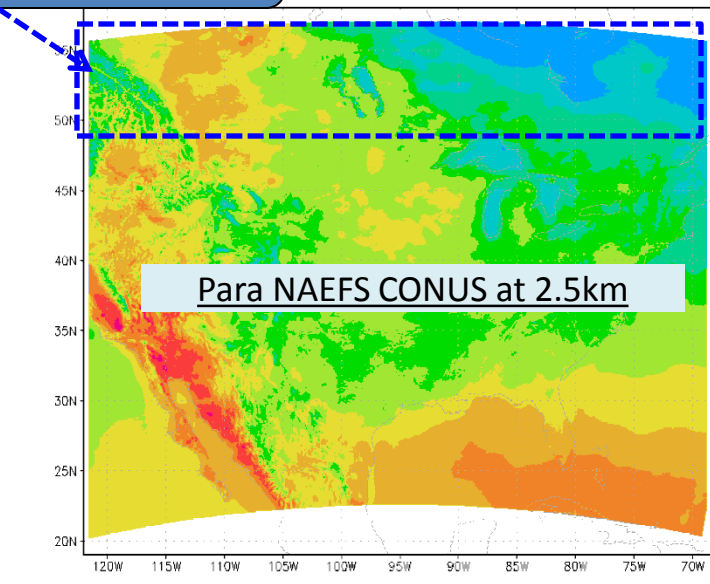 55N
50N
45N
40N
Para NAEFS CONUS at 2.5km
35N
30N
25N
20N
120W 115W 110W 105W 100W 95W 90W 85W 80W 75W 70W